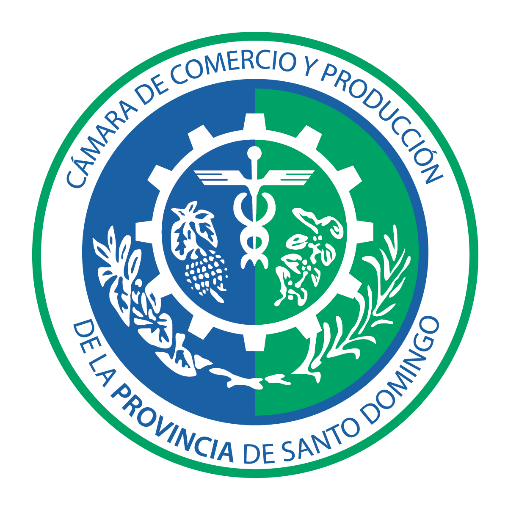 CÁMARA DE COMERCIO Y PRODUCCIÓN
DE LA PROVINCIA DE SANTO DOMINGO